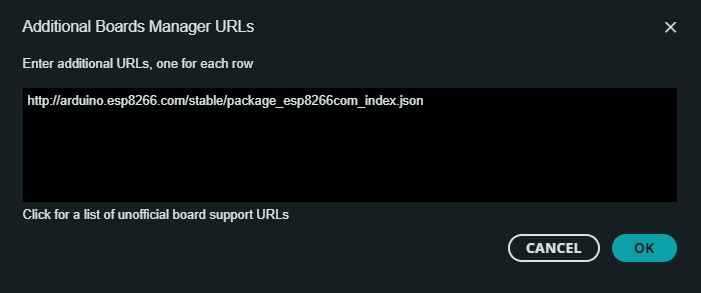 Additional Boards Manager URLs
Enter additional URLs, one for each row
http://arduino.esp8266.com/stable/package_esp8266com_index.json
Click for a list of unofficial board support URLs
CANCEL
OK